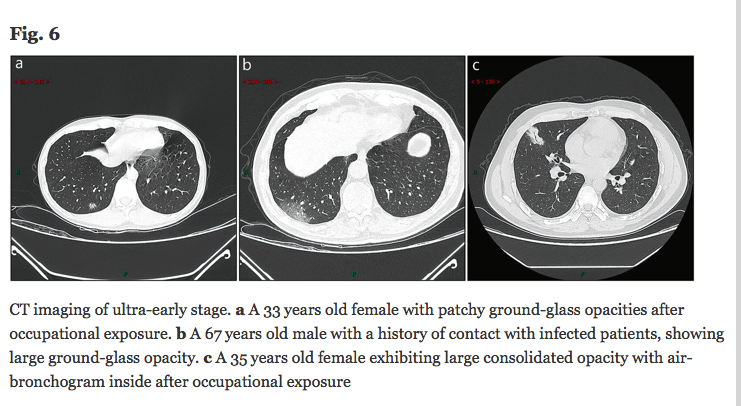 Fig. 6
a
b
c
CT imaging of ultra-early stage. a A 33 years old female with patchy ground-glass opacities after
occupational exposure. b A 67 years old male with a history of contact with infected patients, showing
large ground-glass opacity. c A 35 years old female exhibiting large consolidated opacity with air-
bronchogram inside after occupational exposure